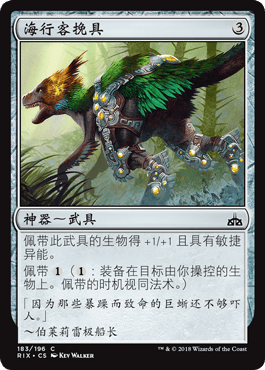 海行客挽具 3
神器～武具
佩带此武具的生物得+1/+1且具有敏捷
异能。
佩带1（1：装备在目标由你操控的生
物上。佩带的时机视同法术。）
「因为那些暴躁而致命的巨蜥还不够吓
人。」
～伯莱莉雷极船长
183/196 C
RIX • CS KEV WALKER
™ & © 2018 Wizards of the Coast